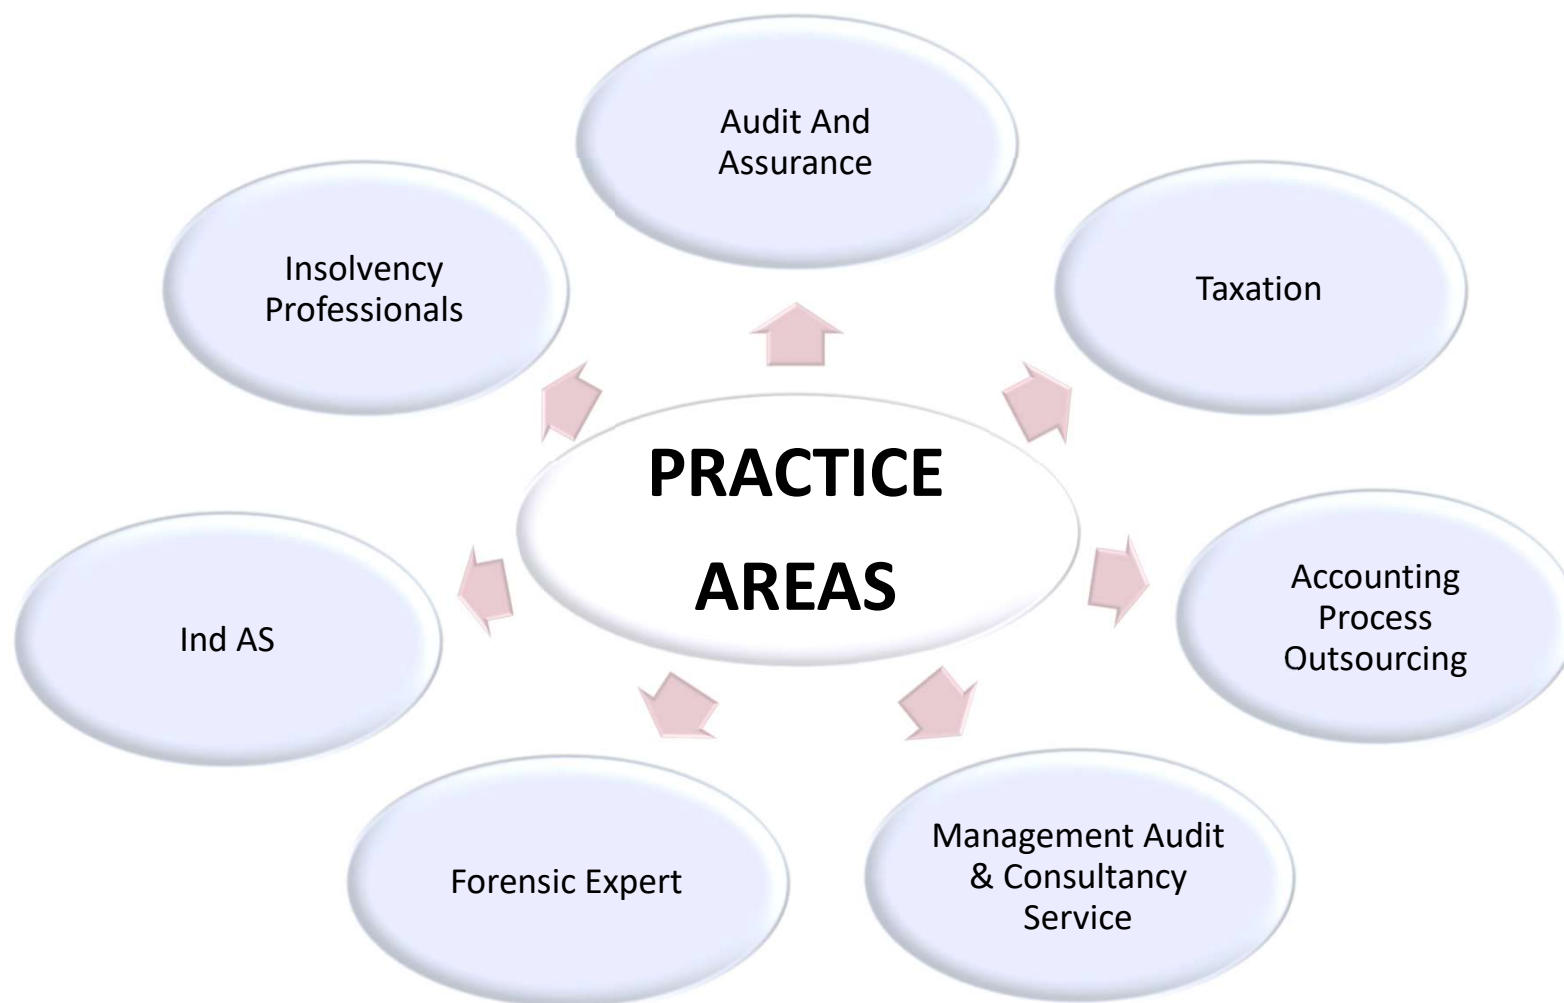 Audit And
Assurance
Insolvency
Professionals
Taxation
PRACTICE
AREAS
Accounting
Process
Outsourcing
Ind AS
Management Audit
& Consultancy
Service
Forensic Expert